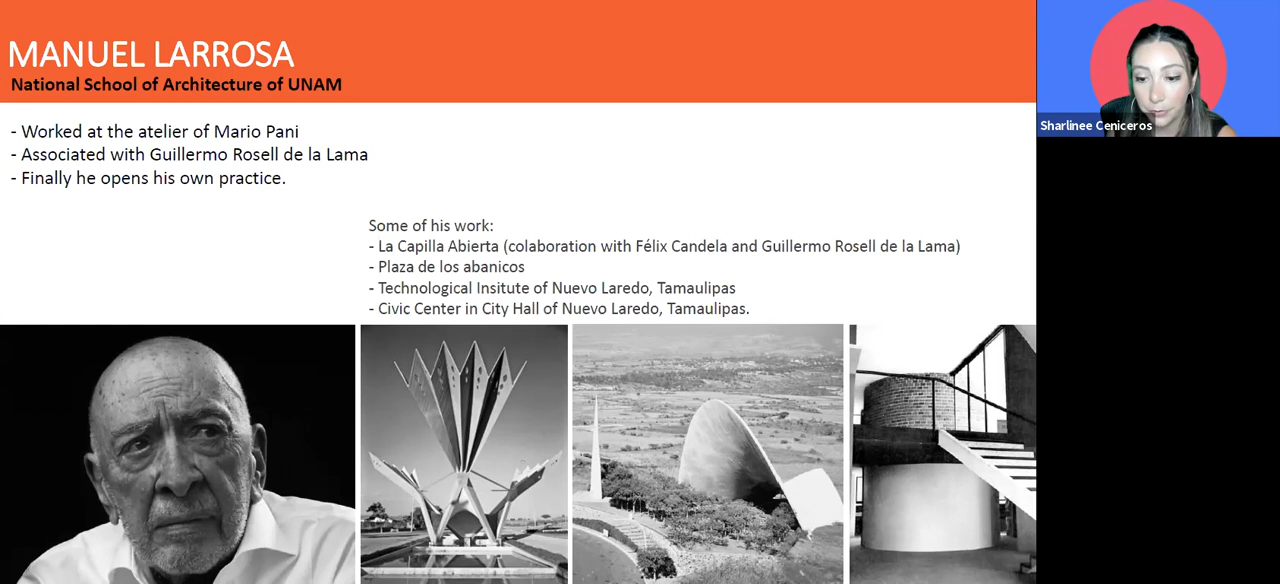 MANUEL LARROSA
National School of Architecture of UNAM
- Worked at the atelier of Mario Pani
- Associated with Guillermo Rosell de la Lama
- Finally he opens his own practice.
Some of his work:
- La Capilla Abierta (colaboration with Félix Candela and Guillermo Rosell de la Lama)
- Plaza de los abanicos
- Technological Insitute of Nuevo Laredo, Tamaulipas
- Civic Center in City Hall of Nuevo Laredo, Tamaulipas.
Sharlinee Ceniceros